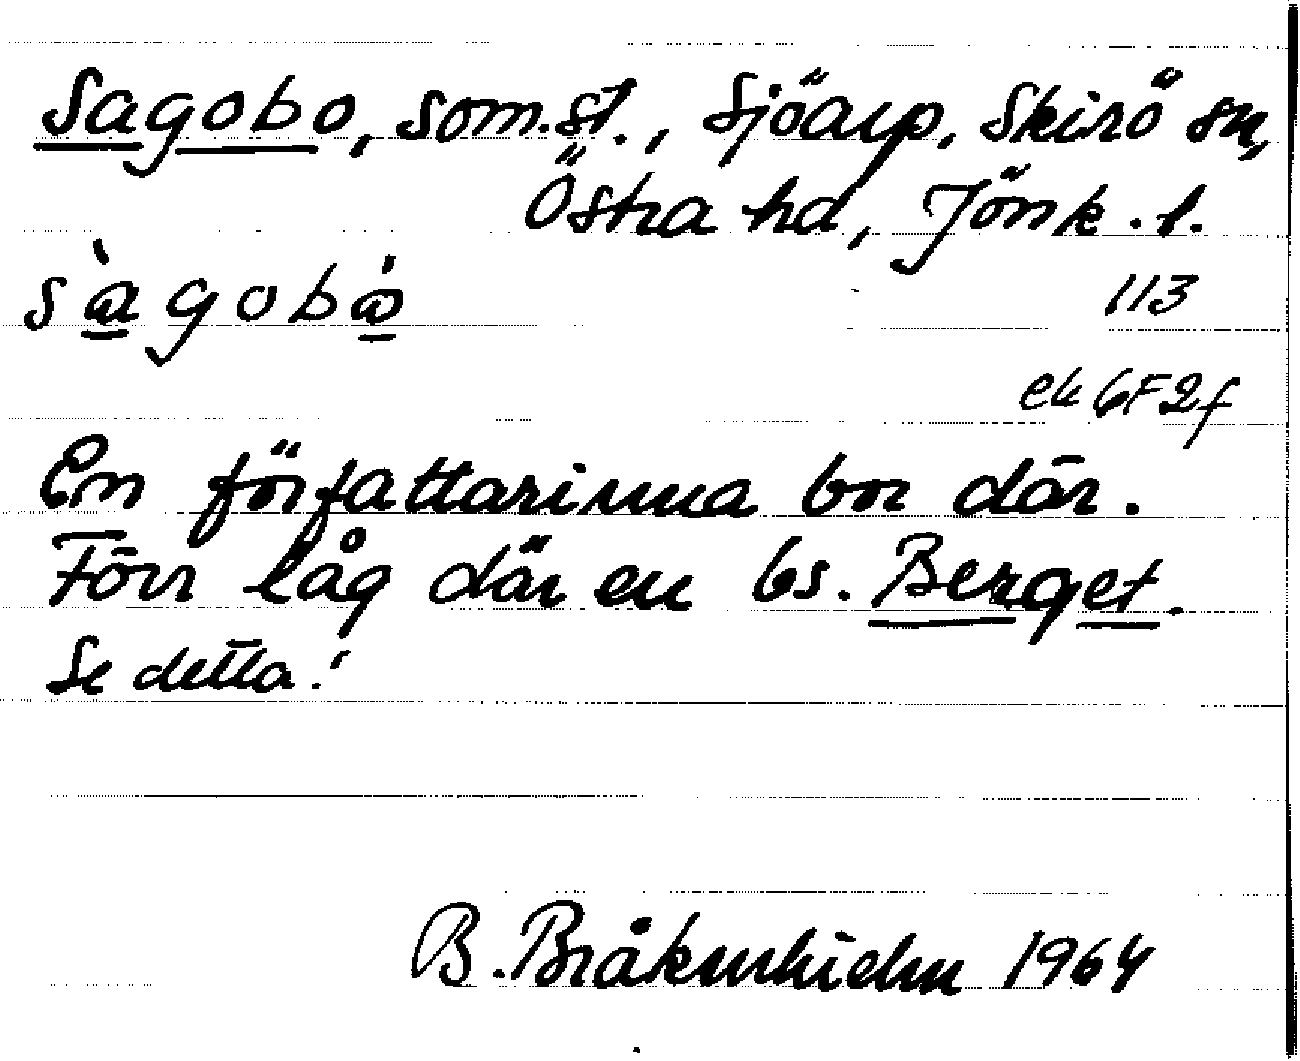 Sagobo, som.st., Sjöarp, Skirö sn,
Östra hd, Jönk. l.
sàgobò
113
ek 6F2f
En författarinna bor där.
Förr låg där en bs. Berget.
Se detta!
B. Bråkenhielm 1964